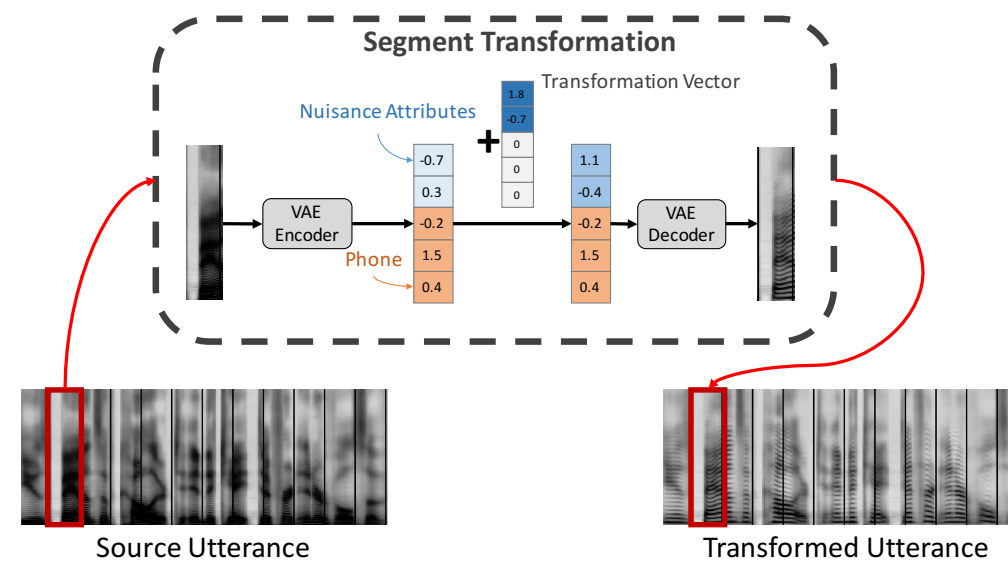 Segment Transformation
Transformation Vector
1.8
-0.7
0
0
0
Nuisance Attributes
+
-0.7
0.3
-0.2
1.5
0.4
Phone
VAE
Encoder
1.1
-0.4
-0.2
1.5
0.4
VAE
Decoder
Source Utterance
Transformed Utterance